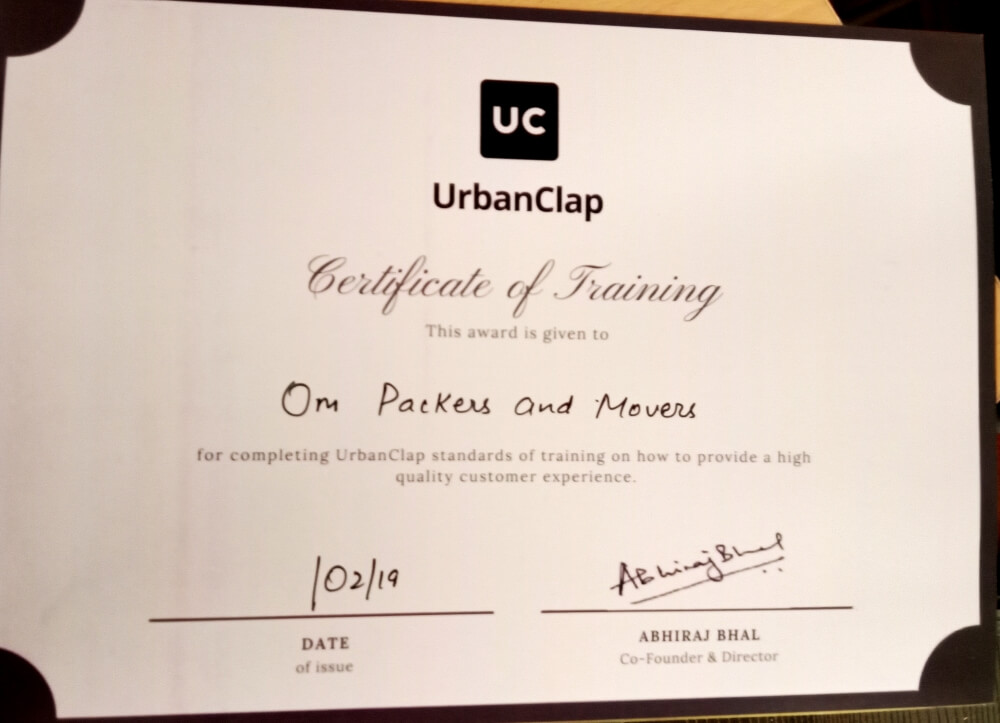 UC
UrbanClap
Certificate of Training
This award is given to
Om Packers and Movers
for completing UrbanClap standards of training on how to provide a high
quality customer experience.
/02/19
Abhiraj Bhal
DATE
of issue
ABHIRAJ BHAL
Co-Founder & Director